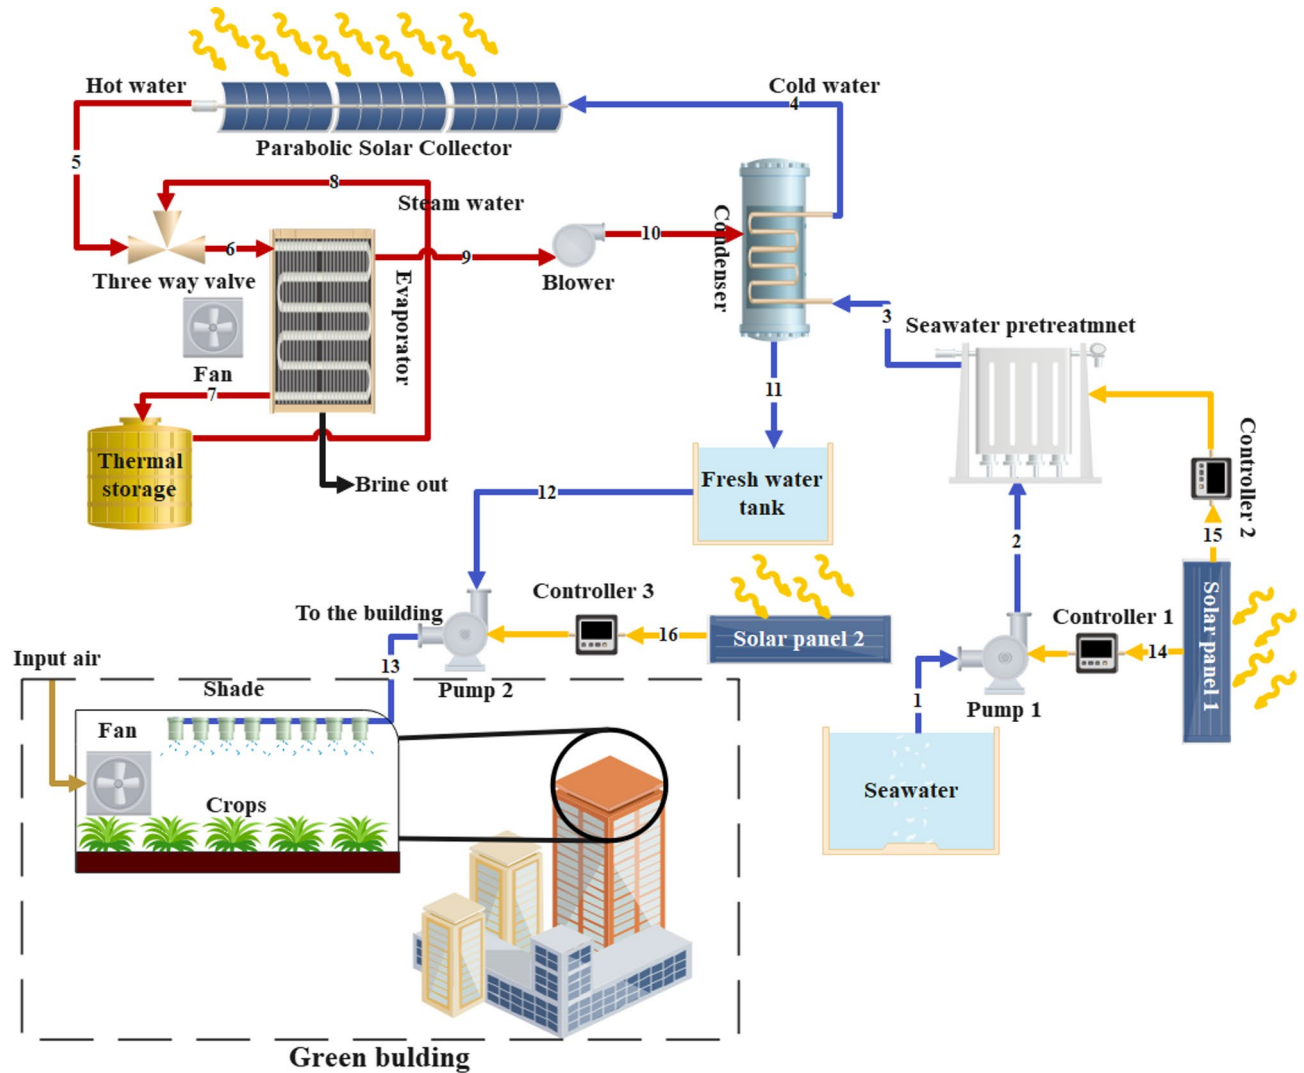 Hot water
Cold water
4
Parabolic Solar Collector
5
8
Steam water
10
6
9
Three way valve
Blower
Condenser
Evaporator
3
Seawater pretreatmnet
Fan
7
11
Controller 2
Thermal
storage
Brine out
12
Fresh water
tank
2
15
Controller 3
To the building
16
Solar panel 2
Controller 1
14
Solar panel 1
Input air
13
Shade
Pump 2
1
Pump 1
Fan
Crops
Seawater
Green bulding